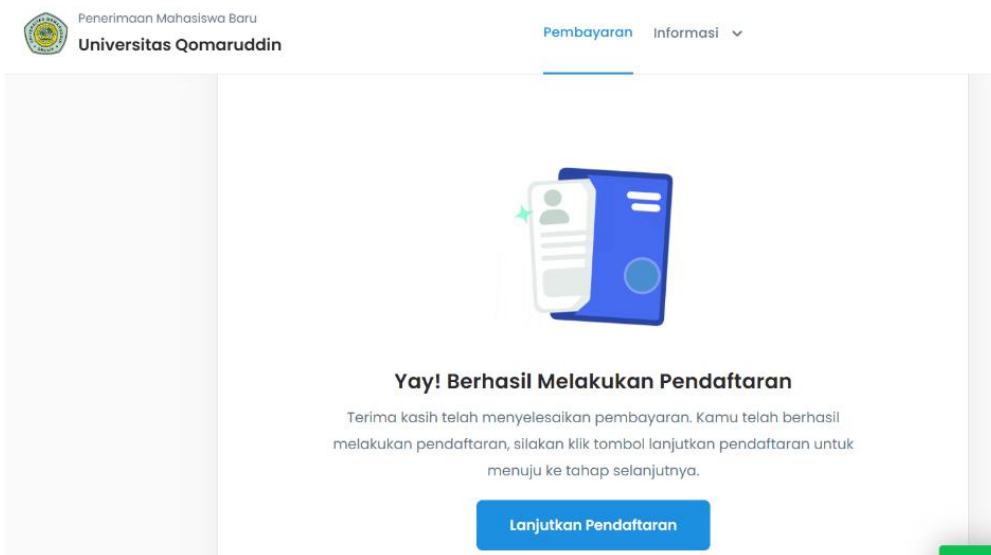 Penerimaan Mahasiswa Baru
Universitas Qomaruddin
Pembayaran Informasi
Yay! Berhasil Melakukan Pendaftaran
Terima kasih telah menyelesaikan pembayaran. Kamu telah berhasil
melakukan pendaftaran, silakan klik tombol lanjutkan pendaftaran untuk
menuju ke tahap selanjutnya.
Lanjutkan Pendaftaran